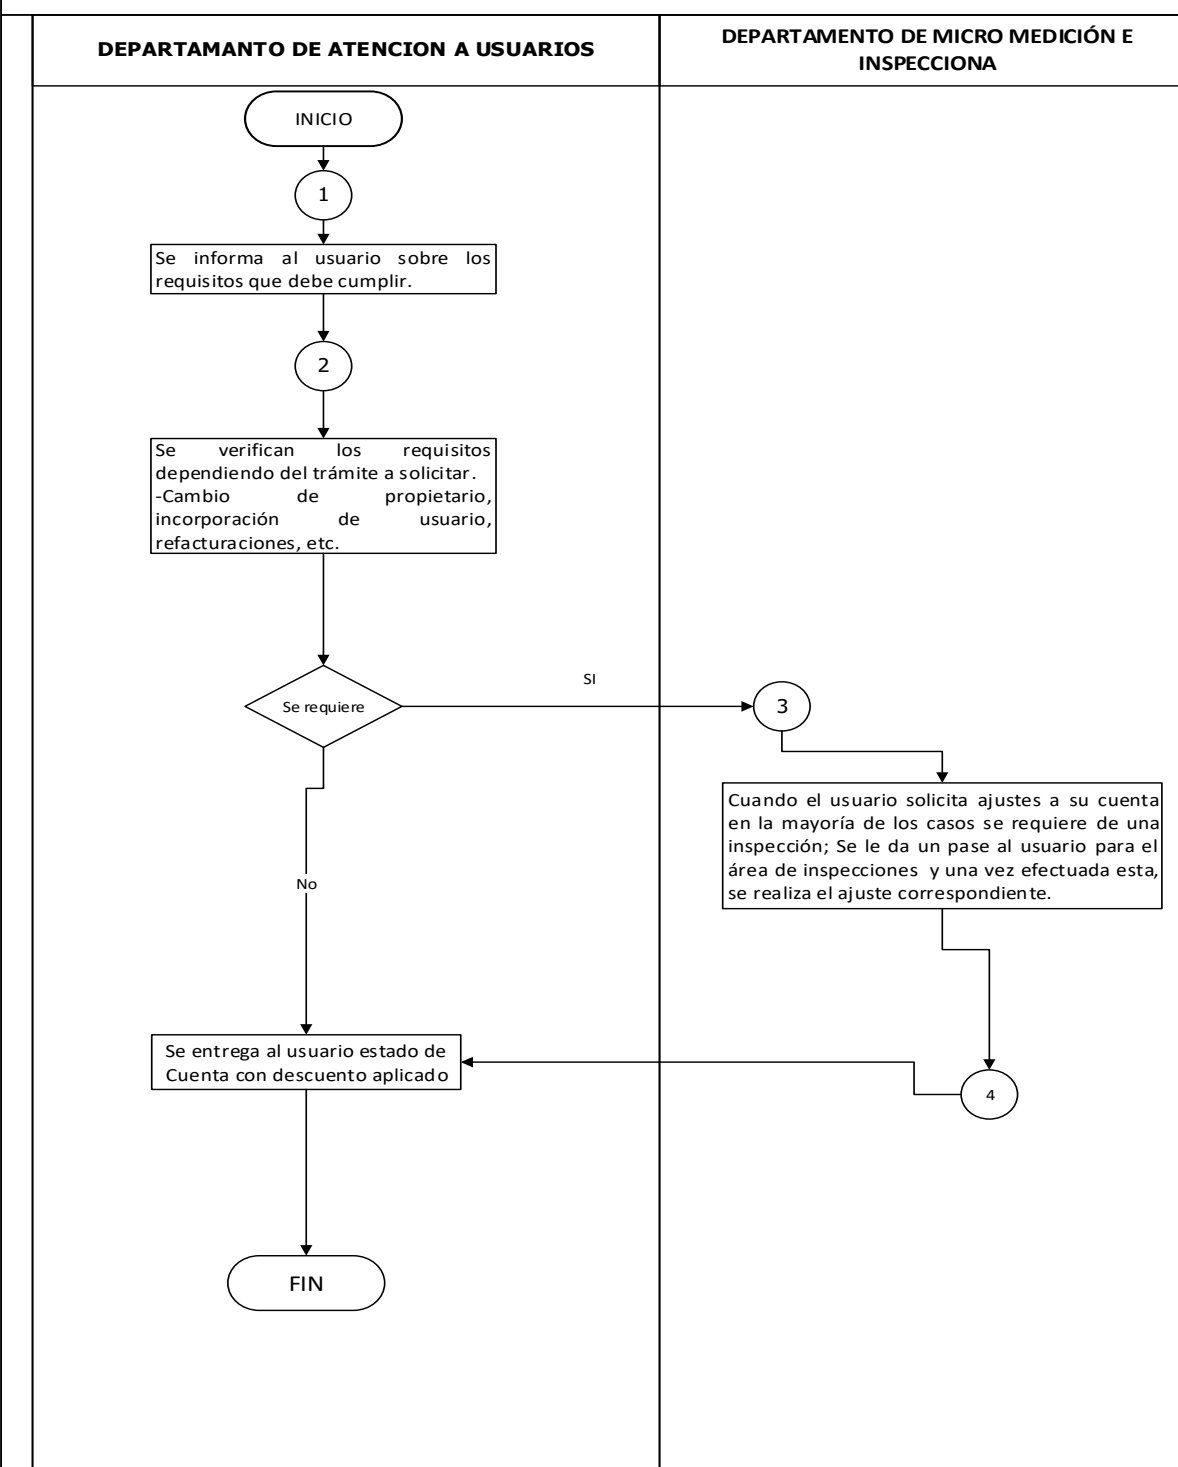 DEPARTAMANTO DE ATENCION A USUARIOS
DEPARTAMENTO DE MICRO MEDICIÓN E
INSPECCIONA
INICIO
1
Se informa al usuario sobre los
requisitos que debe cumplir.
2
Se verifican los requisitos
dependiendo del trámite a solicitar.
-Cambio de propietario,
incorporación de usuario,
refacturaciones, etc.
Se requiere
SI
3
Cuando el usuario solicita ajustes a su cuenta
en la mayoría de los casos se requiere de una
inspección; Se le da un pase al usuario para el
área de inspecciones y una vez efectuada esta,
se realiza el ajuste correspondiente.
No
Se entrega al usuario estado de
Cuenta con descuento aplicado
4
FIN